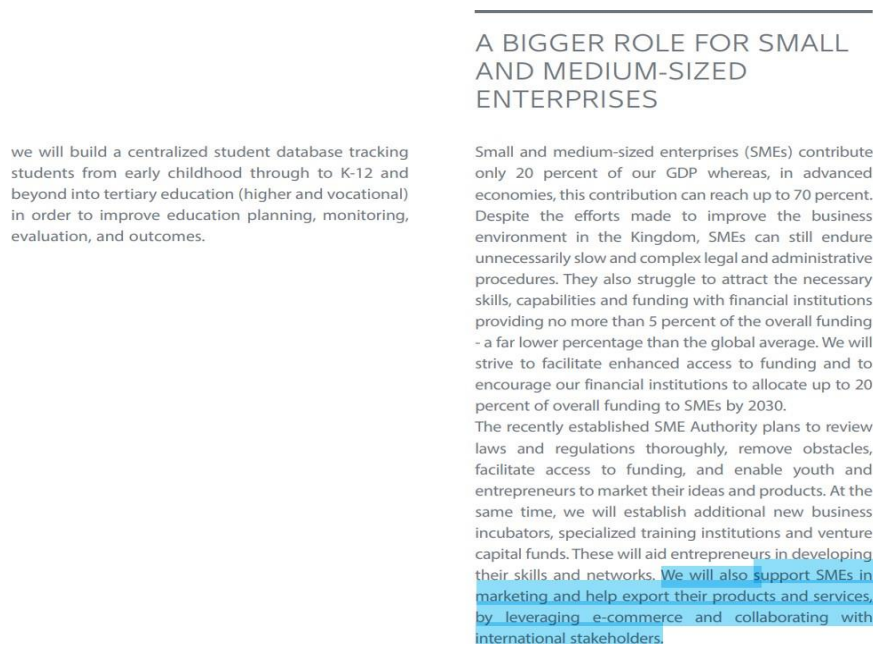 we will build a centralized student database tracking
students from early childhood through to K-12 and
beyond into tertiary education (higher and vocational)
in order to improve education planning, monitoring,
evaluation, and outcomes.
A BIGGER ROLE FOR SMALL
AND MEDIUM-SIZED
ENTERPRISES
Small and medium-sized enterprises (SMEs) contribute
only 20 percent of our GDP whereas, in advanced
economies, this contribution can reach up to 70 percent.
Despite the efforts made to improve the business
environment in the Kingdom, SMEs can still endure
unnecessarily slow and complex legal and administrative
procedures. They also struggle to attract the necessary
skills, capabilities and funding with financial institutions
providing no more than 5 percent of the overall funding
- a far lower percentage than the global average. We will
strive to facilitate enhanced access to funding and to
encourage our financial institutions to allocate up to 20
percent of overall funding to SMEs by 2030.
The recently established SME Authority plans to review
laws and regulations thoroughly, remove obstacles,
facilitate access to funding, and enable youth and
entrepreneurs to market their ideas and products. At the
same time, we will establish additional new business
incubators, specialized training institutions and venture
capital funds. These will aid entrepreneurs in developing
their skills and networks. We will also support SMEs in
marketing and help export their products and services,
by leveraging e-commerce and collaborating with
international stakeholders.